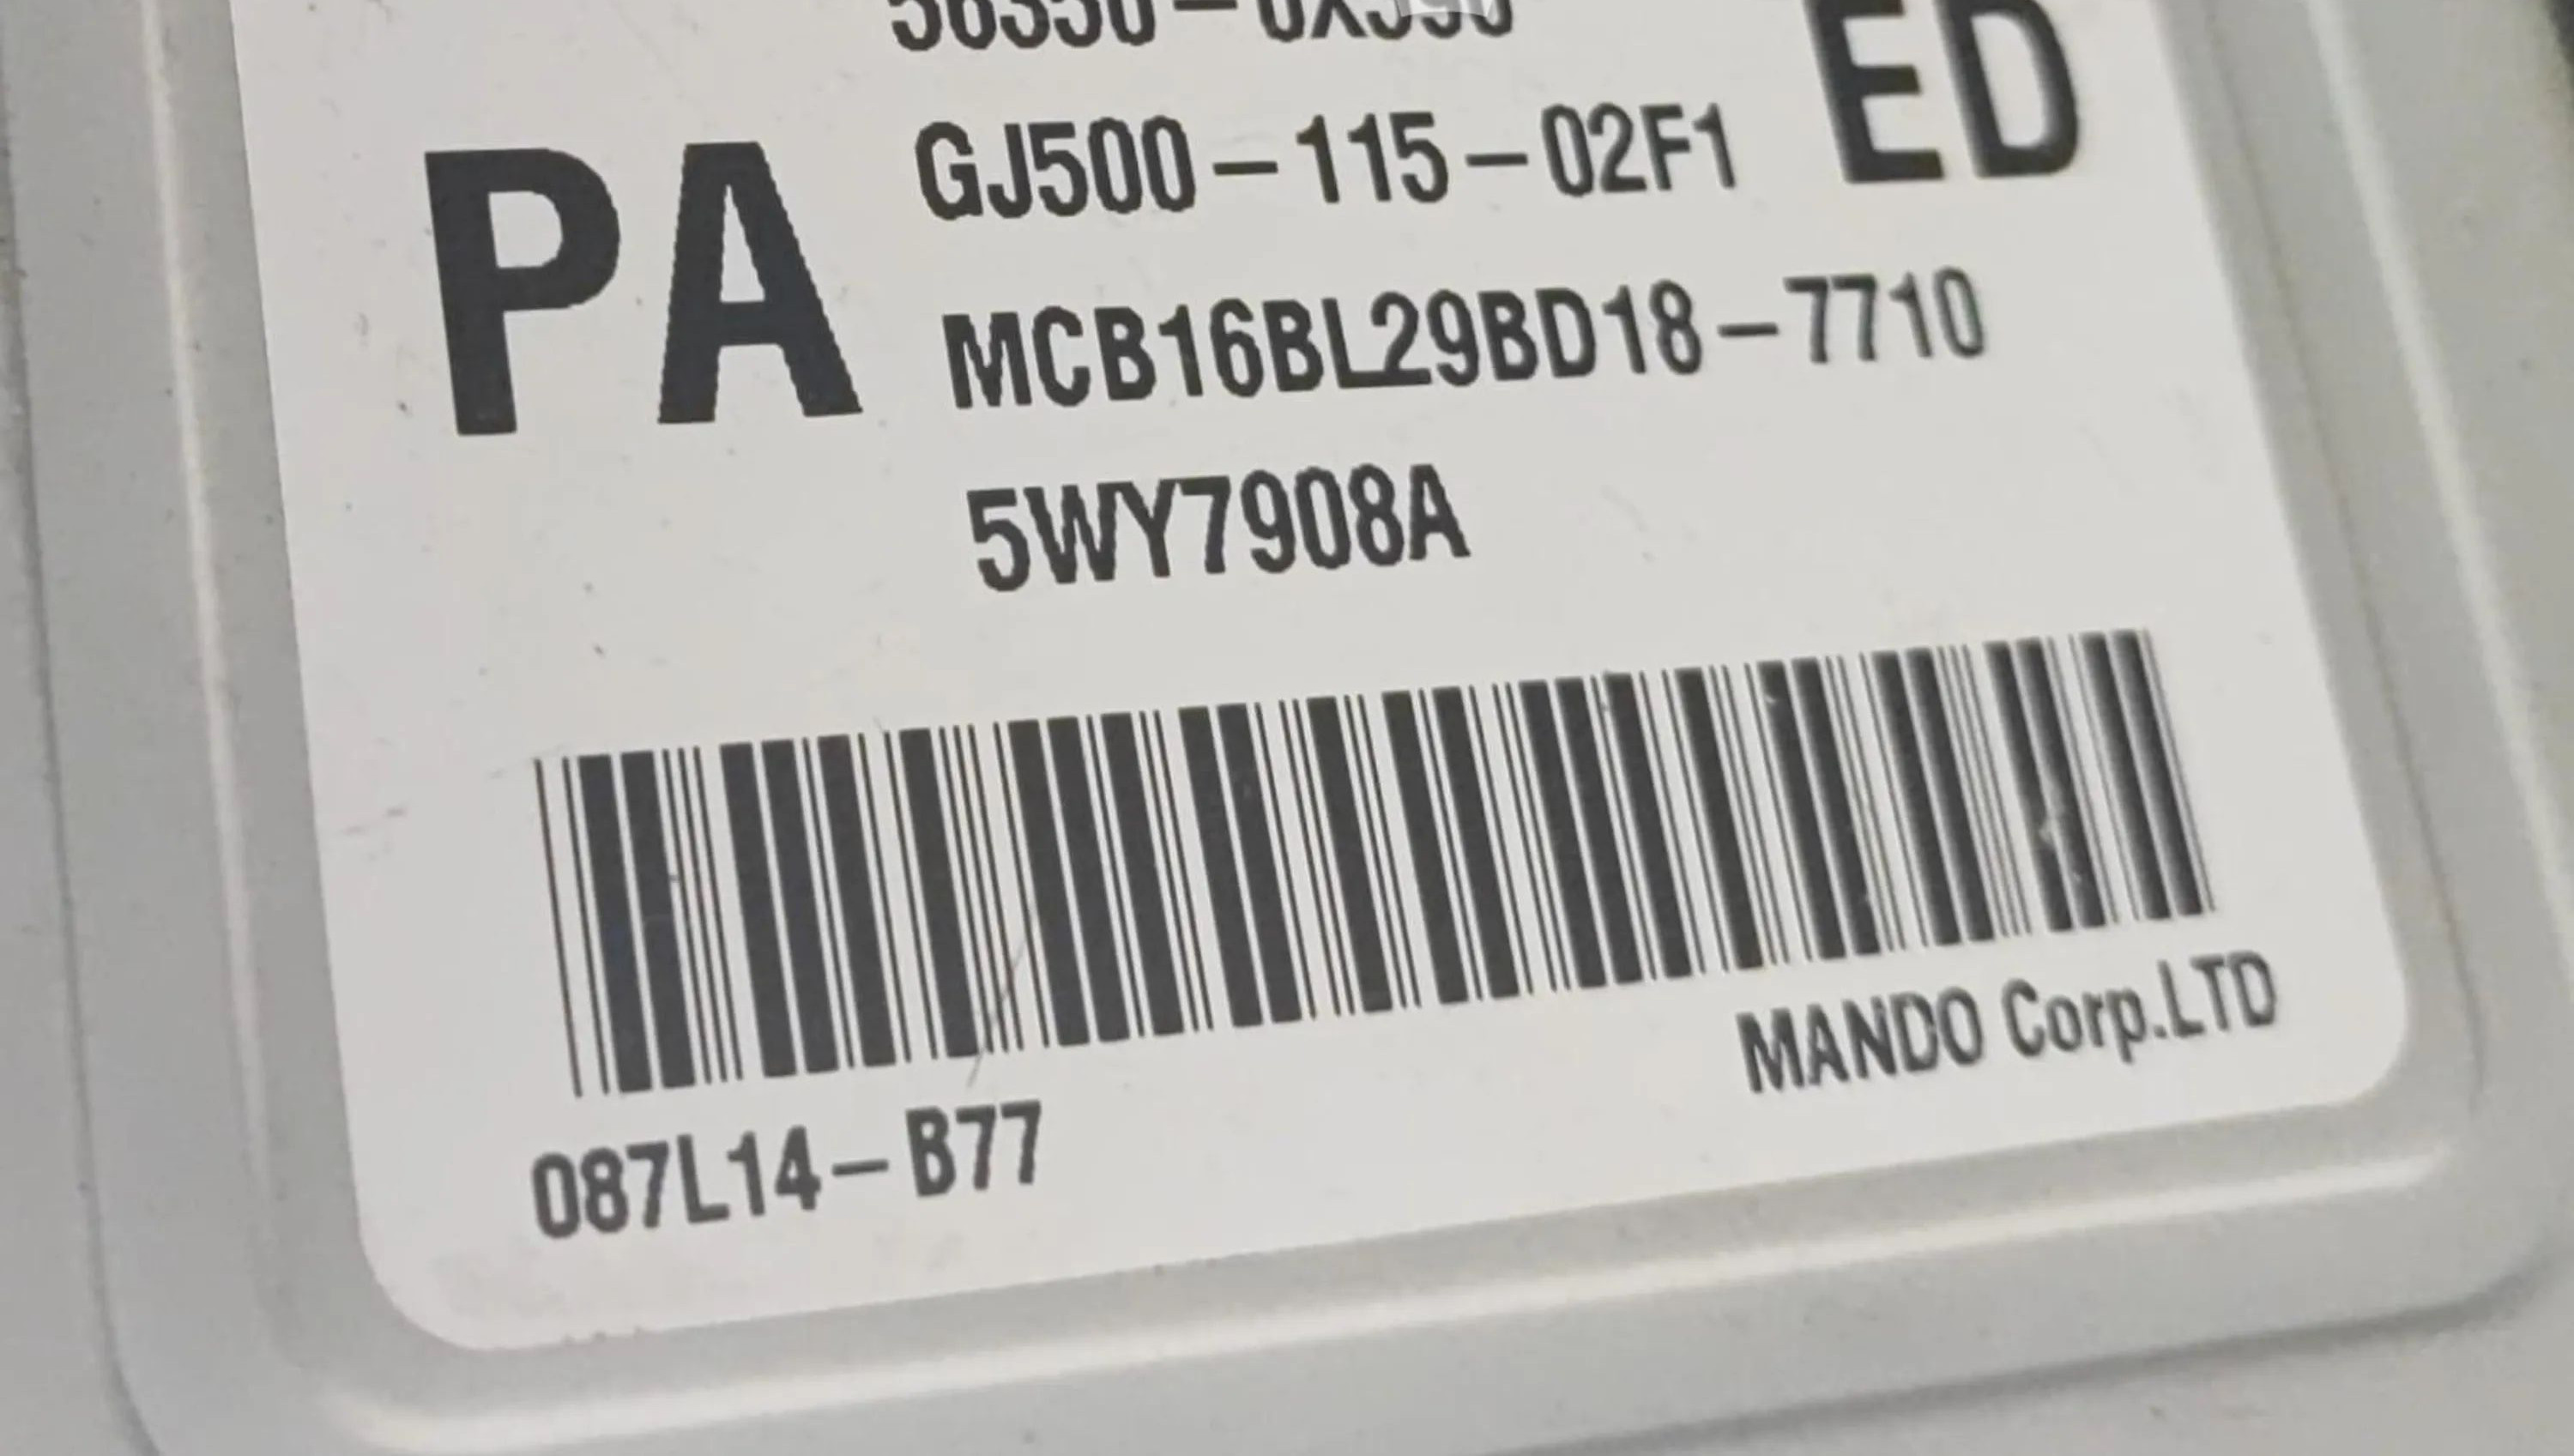 ED
PA
GJ500-115-02F1
MCB16BL29BD18-7710
5WY7908A
087L14-B77
MANDO Corp.LTD